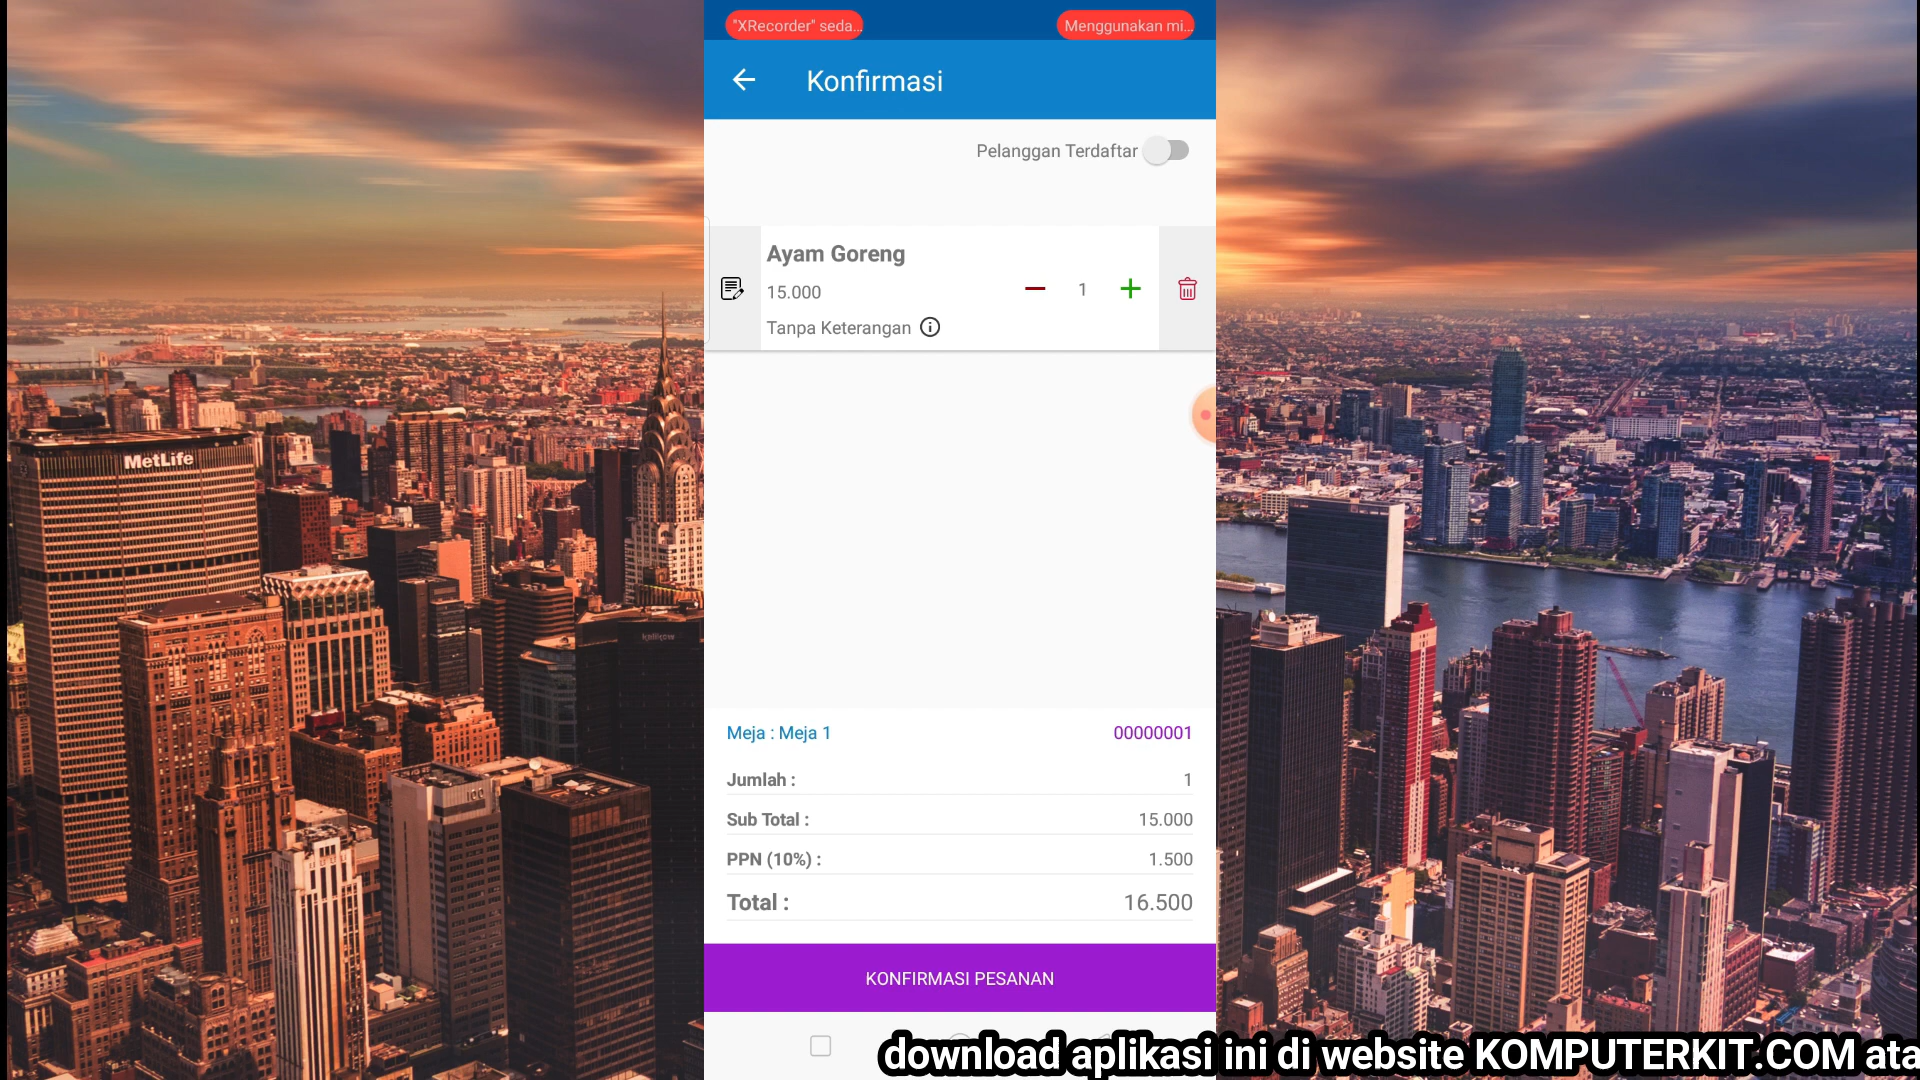 "XRecorder" seda...
Menggunakan mi...
Konfirmasi
Pelanggan Terdaftar
Ayam Goreng
15.000
1
Tanpa Keterangan
Meja : Meja 1
00000001
Jumlah :
1
Sub Total :
15.000
PPN (10%) :
1.500
Total :
16.500
KONFIRMASI PESANAN
download aplikasi ini di website KOMPUTERKIT.COM ata
MetLife